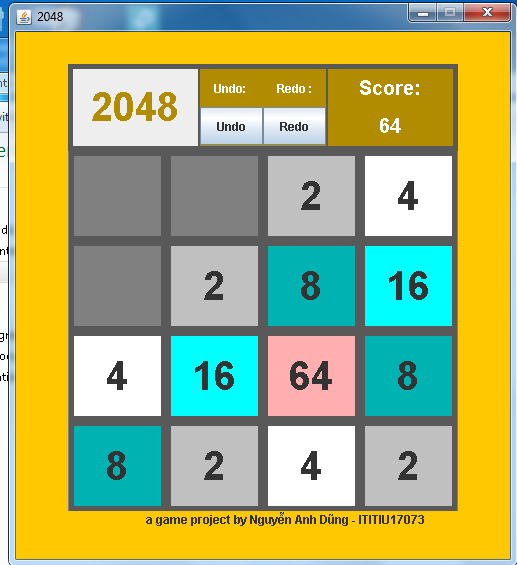 2048
2048
Undo: Redo : Score:
Undo Redo 64
2 4
2 8 16
4 16 64 8
8 2 4 2
a game project by Nguyễn Anh Dũng - ITITIU17073